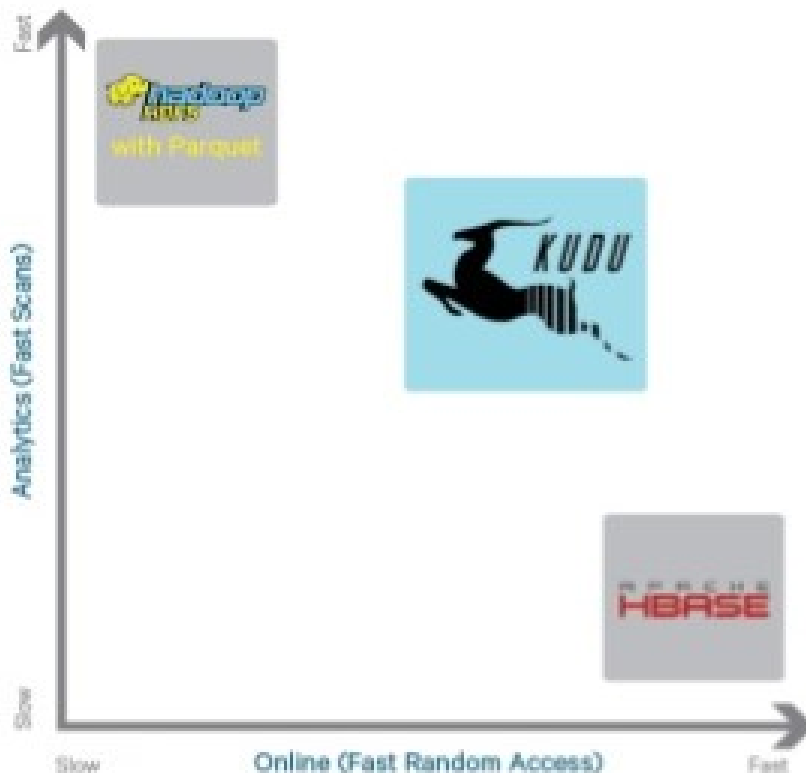 Fast
hadoop
HDFS
with Parquet
KUDU
Analytics (Fast Scans)
APACHE
HBASE
Slow
Slow
Online (Fast Random Access)
Fast